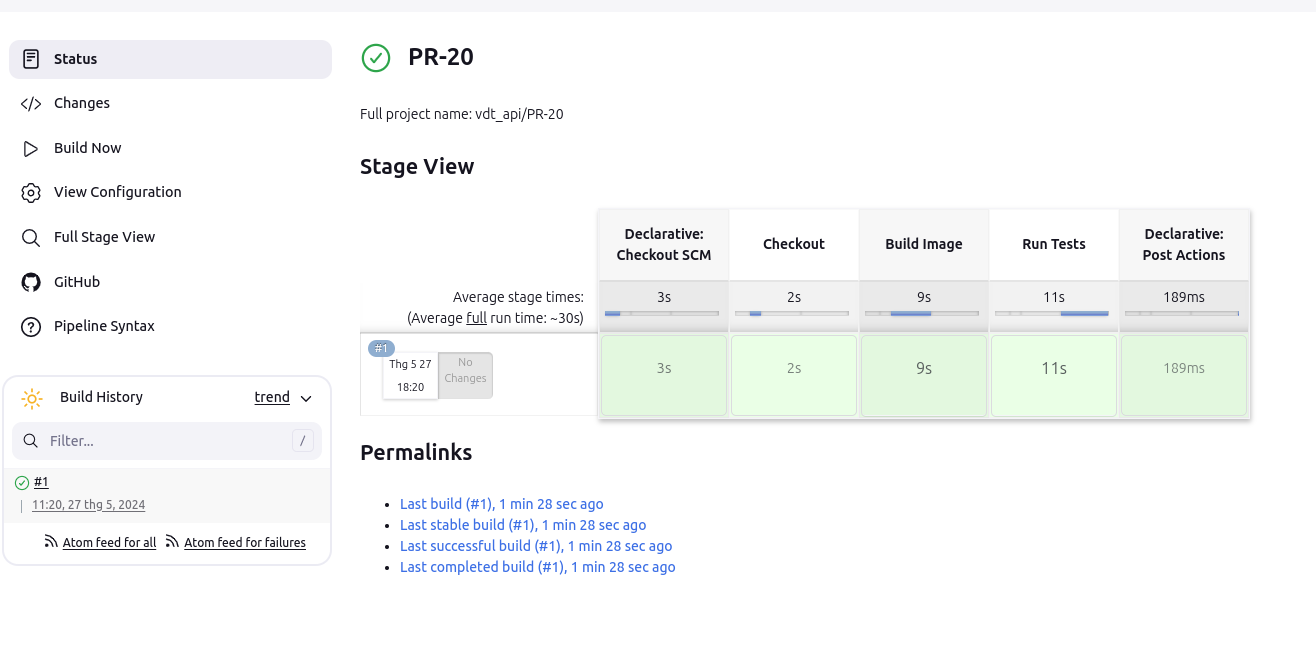 Status
Changes
Build Now
View Configuration
Full Stage View
GitHub
Pipeline Syntax
Build History
trend
Filter...
/
#1
11:20, 27 thg 5, 2024
Atom feed for all
Atom feed for failures
PR-20
Full project name: vdt_api/PR-20
Stage View
Declarative:
Checkout SCM
Checkout
Build Image
Run Tests
Declarative:
Post Actions
Average stage times:
(Average full run time: ~30s)
3s
2s
9s
11s
189ms
#1
Thg 5 27
18:20
No
Changes
3s
2s
9s
11s
189ms
Permalinks
Last build (#1), 1 min 28 sec ago
Last stable build (#1), 1 min 28 sec ago
Last successful build (#1), 1 min 28 sec ago
Last completed build (#1), 1 min 28 sec ago